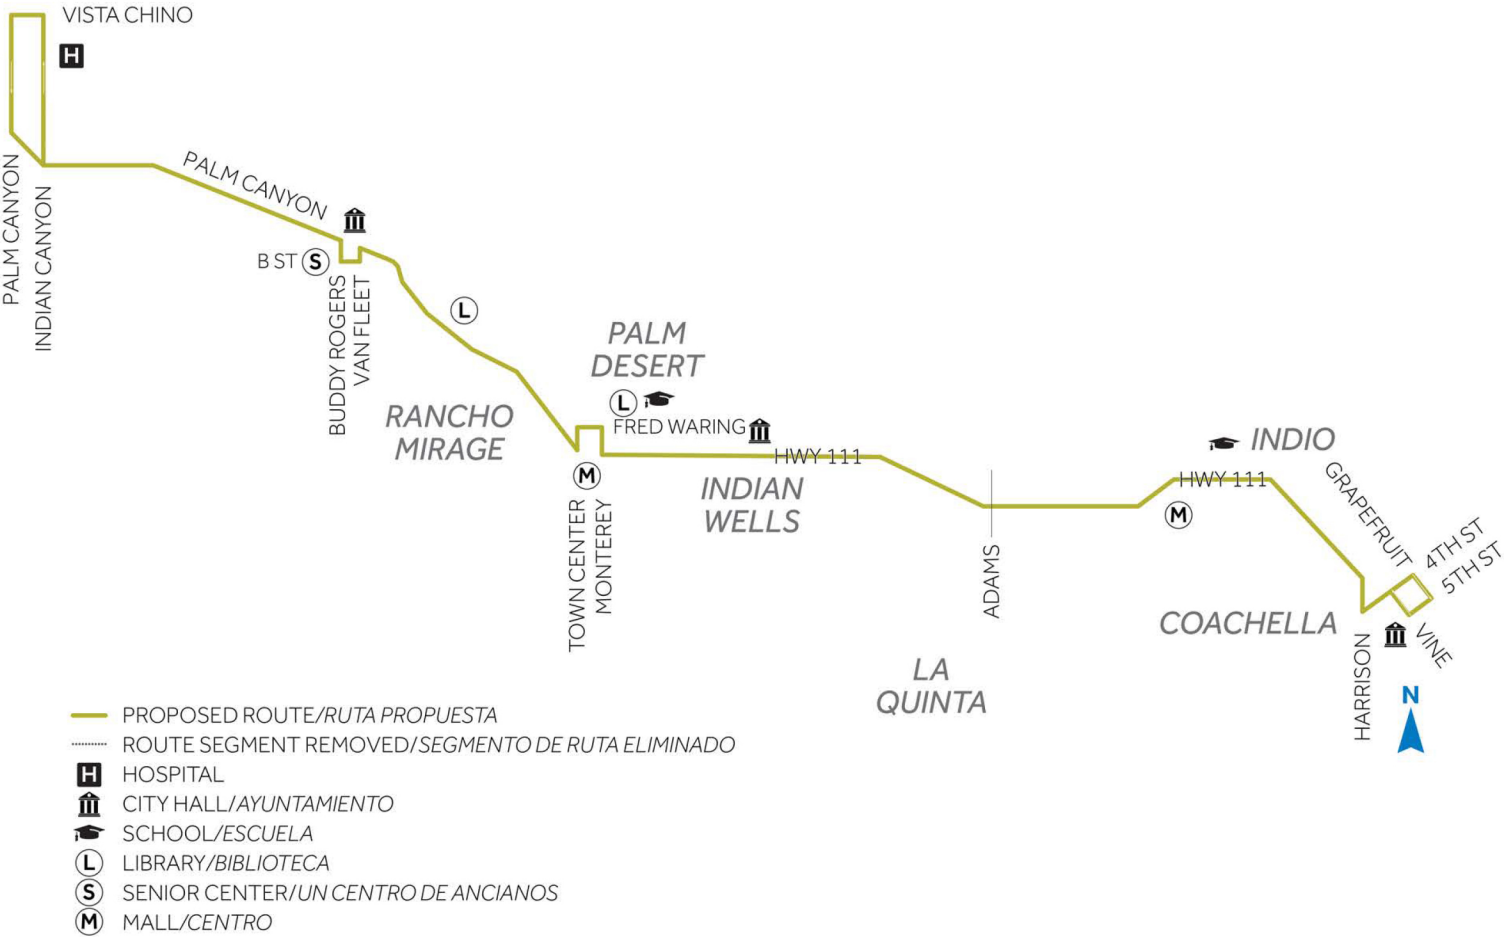 VISTA CHINO
H
PALM CANYON
INDIAN CANYON
PALM CANYON
B ST S
BUDDY ROGERS
VAN FLEET
L
RANCHO
MIRAGE
PALM
DESERT
L
FRED WARING
HWY 111
M
TOWN CENTER
MONTEREY
INDIAN
WELLS
ADAMS
LA
QUINTA
INDIO
HWY 111
M
GRAPEFRUIT
4TH ST
5TH ST
VINE
COACHELLA
HARRISON
N
PROPOSED ROUTE/RUTA PROPUESTA
ROUTE SEGMENT REMOVED/SEGMENTO DE RUTA ELIMINADO
H HOSPITAL
CITY HALL/AYUNTAMIENTO
SCHOOL/ESCUELA
L LIBRARY/BIBLIOTECA
S SENIOR CENTER/UN CENTRO DE ANCIANOS
M MALL/CENTRO